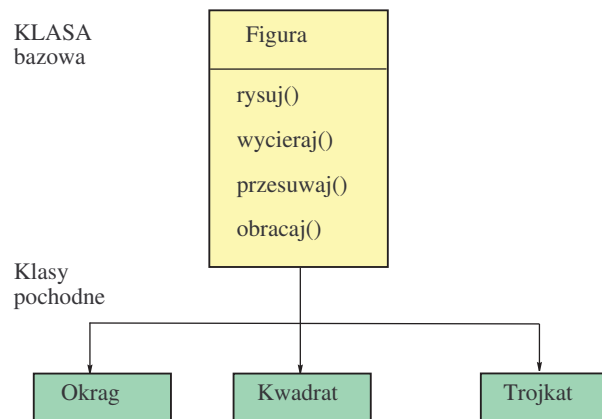 KLASA
bazowa
Figura
rysuj()
wycieraj()
przesuwaj()
obracaj()
Klasy
pochodne
Okrag
Kwadrat
Trojkat